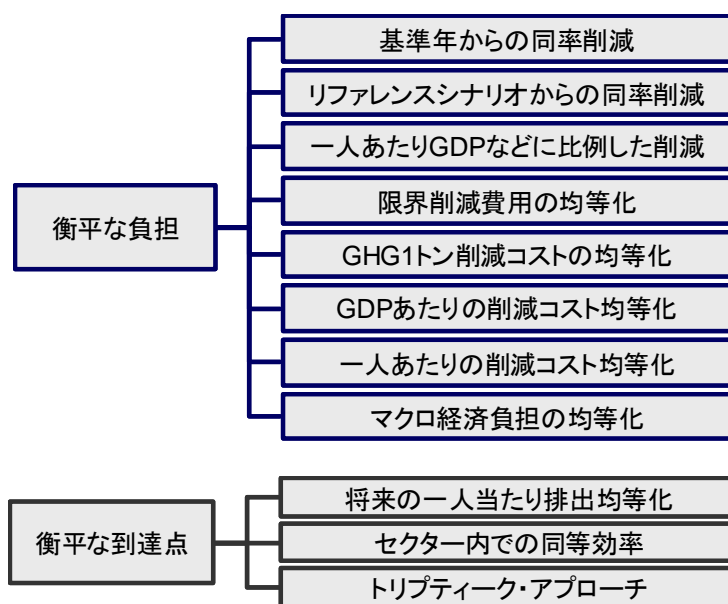 基準年からの同率削減
リファレンスシナリオからの同率削減
一人あたりGDPなどに比例した削減
衡平な負担
限界削減費用の均等化
GHG1トン削減コストの均等化
GDPあたりの削減コスト均等化
一人あたりの削減コスト均等化
マクロ経済負担の均等化
将来の一人当たり排出均等化
衡平な到達点
セクター内での同等効率
トリプティーク・アプローチ